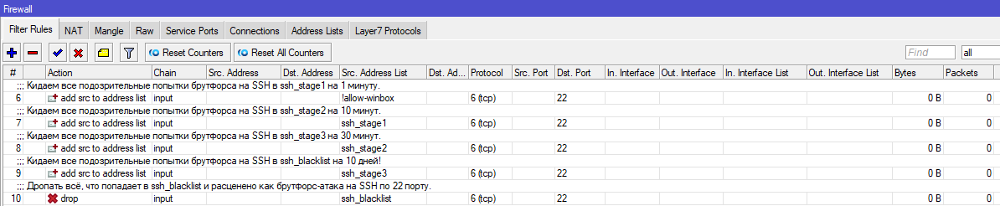 Firewall
Filter Rules NAT Mangle Raw Service Ports Connections Address Lists Layer7 Protocols
Reset Counters Reset All Counters Find all
# Action Chain Src. Address Dst. Address Src. Address List Dst. Ad... Protocol Src. Port Dst. Port In. Interface Out. Interface In. Interface List Out. Interface List Bytes Packets
;;; Кидаем все подозрительные попытки брутфорса на SSH в ssh_stage1 на 1 минуту.
6 add src to address list input !allow-winbox 6 (tcp) 22 0 B 0
;;; Кидаем все подозрительные попытки брутфорса на SSH в ssh_stage2 на 10 минут.
7 add src to address list input ssh_stage1 6 (tcp) 22 0 B 0
;;; Кидаем все подозрительные попытки брутфорса на SSH в ssh_stage3 на 30 минут.
8 add src to address list input ssh_stage2 6 (tcp) 22 0 B 0
;;; Кидаем все подозрительные попытки брутфорса на SSH в ssh_blacklist на 10 дней!
9 add src to address list input ssh_stage3 6 (tcp) 22 0 B 0
;;; Дропать всё, что попадает в ssh_blacklist и расценено как брутфорс-атака на SSH по 22 порту.
10 drop input ssh_blacklist 6 (tcp) 22 0 B 0